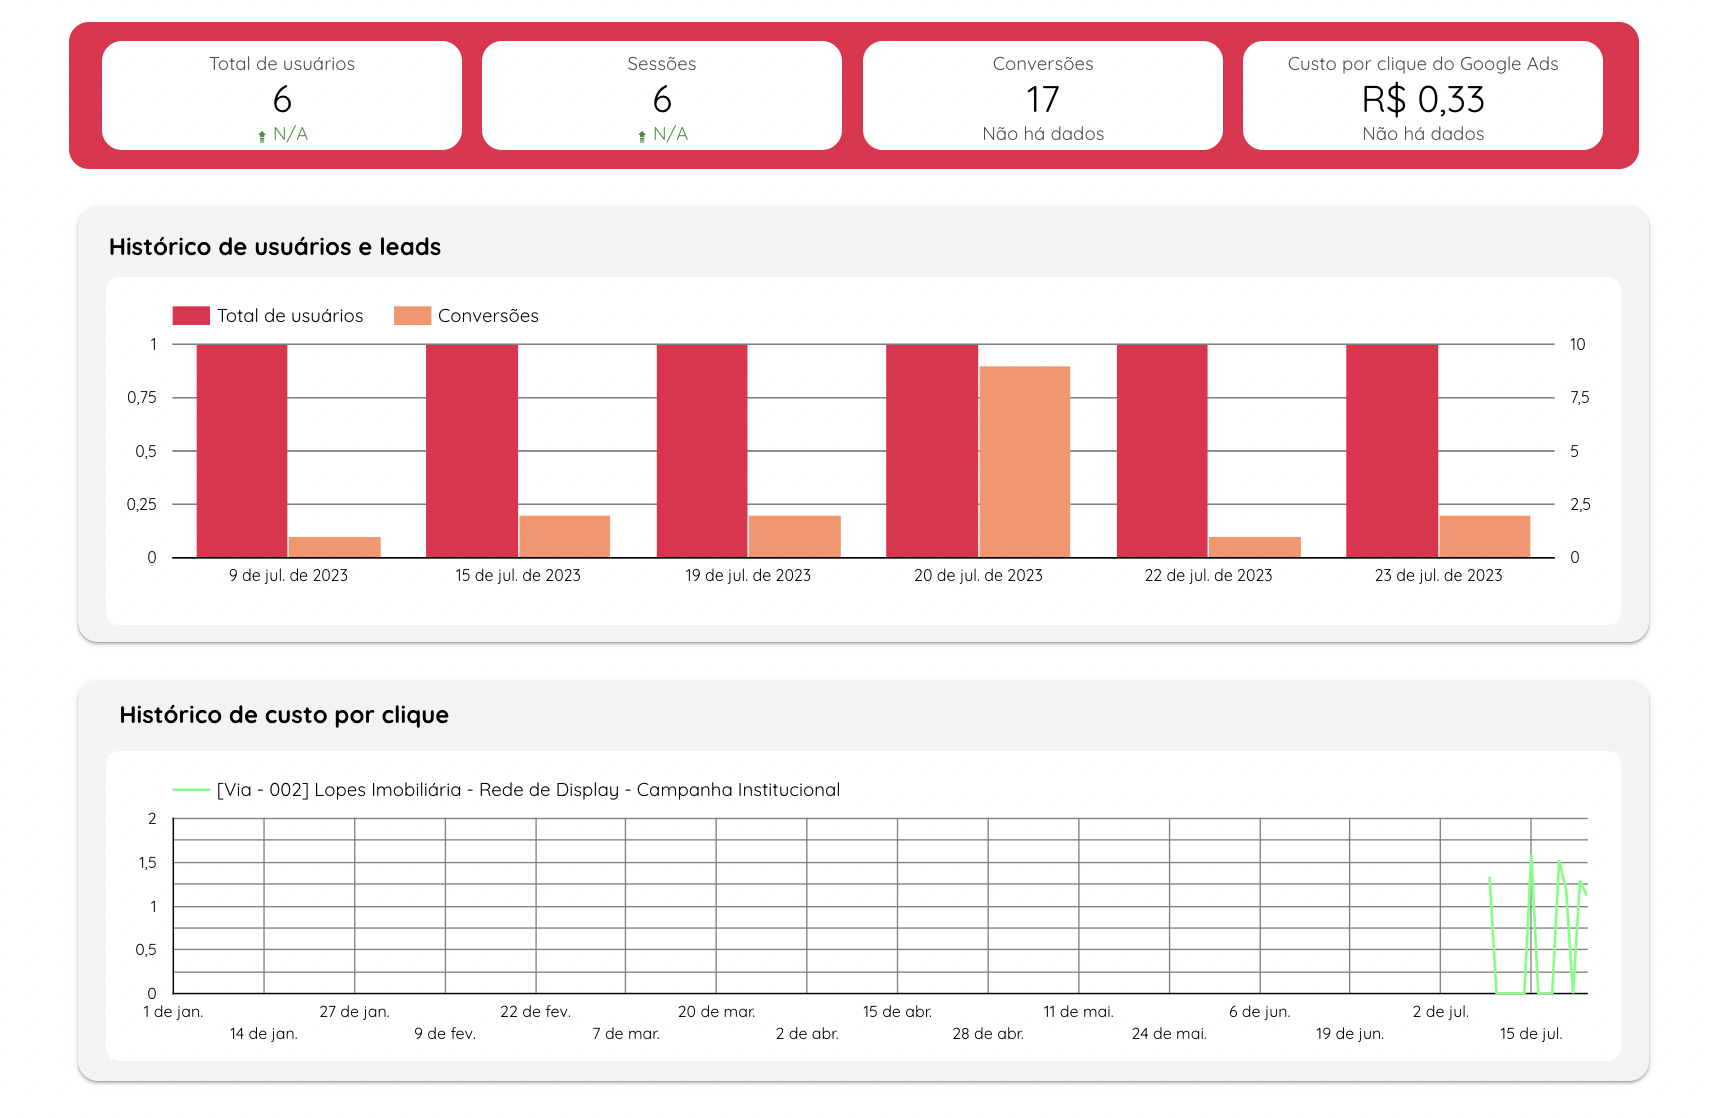 Total de usuários
6
N/A
Sessões
6
N/A
Conversões
17
Não há dados
Custo por clique do Google Ads
R$ 0,33
Não há dados
Histórico de usuários e leads
Total de usuários Conversões
1 10
0,75 7,5
0,5 5
0,25 2,5
0 0
9 de jul. de 2023 15 de jul. de 2023 19 de jul. de 2023 20 de jul. de 2023 22 de jul. de 2023 23 de jul. de 2023
Histórico de custo por clique
[Via - 002] Lopes Imobiliária - Rede de Display - Campanha Institucional
2
1,5
1
0,5
0
1 de jan. 27 de jan. 22 de fev. 20 de mar. 15 de abr. 11 de mai. 6 de jun. 2 de jul.
14 de jan. 9 de fev. 7 de mar. 2 de abr. 28 de abr. 24 de mai. 19 de jun. 15 de jul.